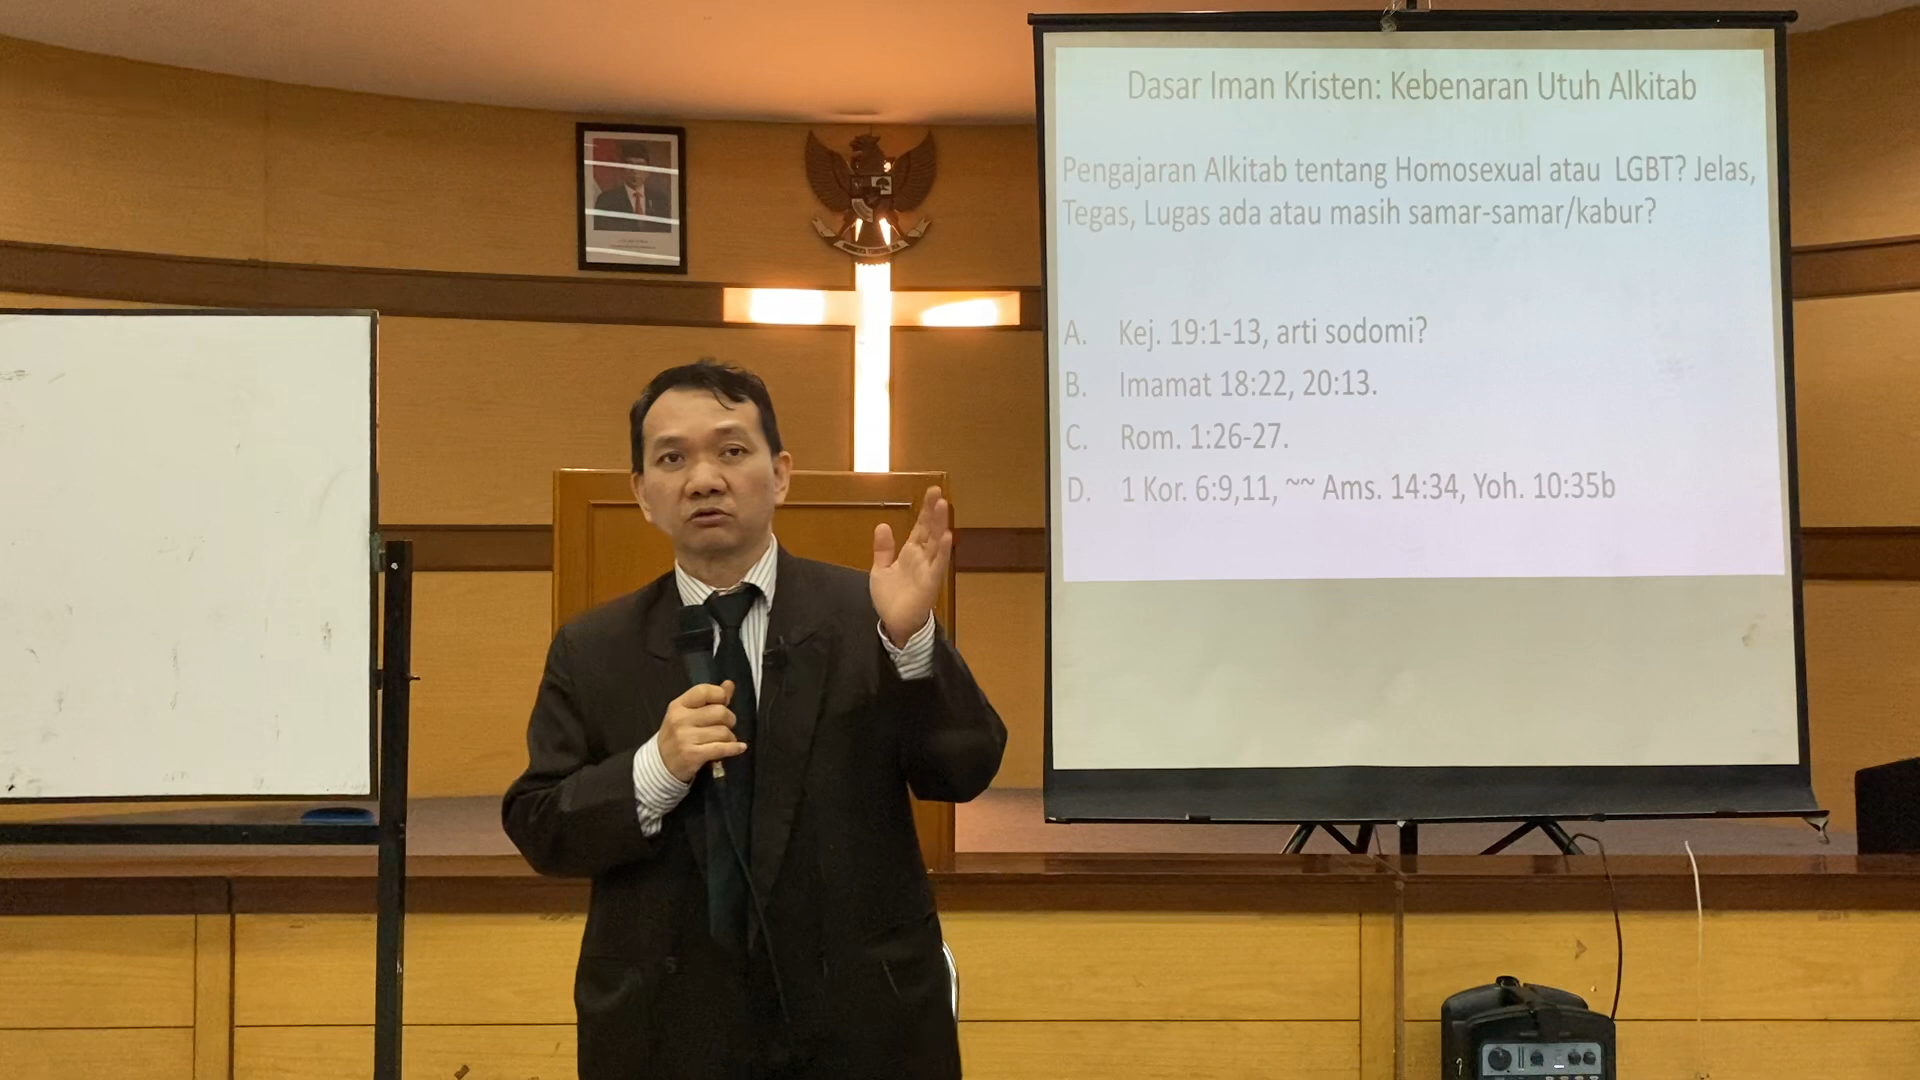 Dasar Iman Kristen: Kebenaran Utuh Alkitab
Pengajaran Alkitab tentang Homosexual atau LGBT? Jelas,
Tegas, Lugas ada atau masih samar-samar/kabur?
A. Kej. 19:1-13, arti sodomi?
B. Imamat 18:22, 20:13.
C. Rom. 1:26-27.
D. 1 Kor. 6:9,11, ~~ Ams. 14:34, Yoh. 10:35b